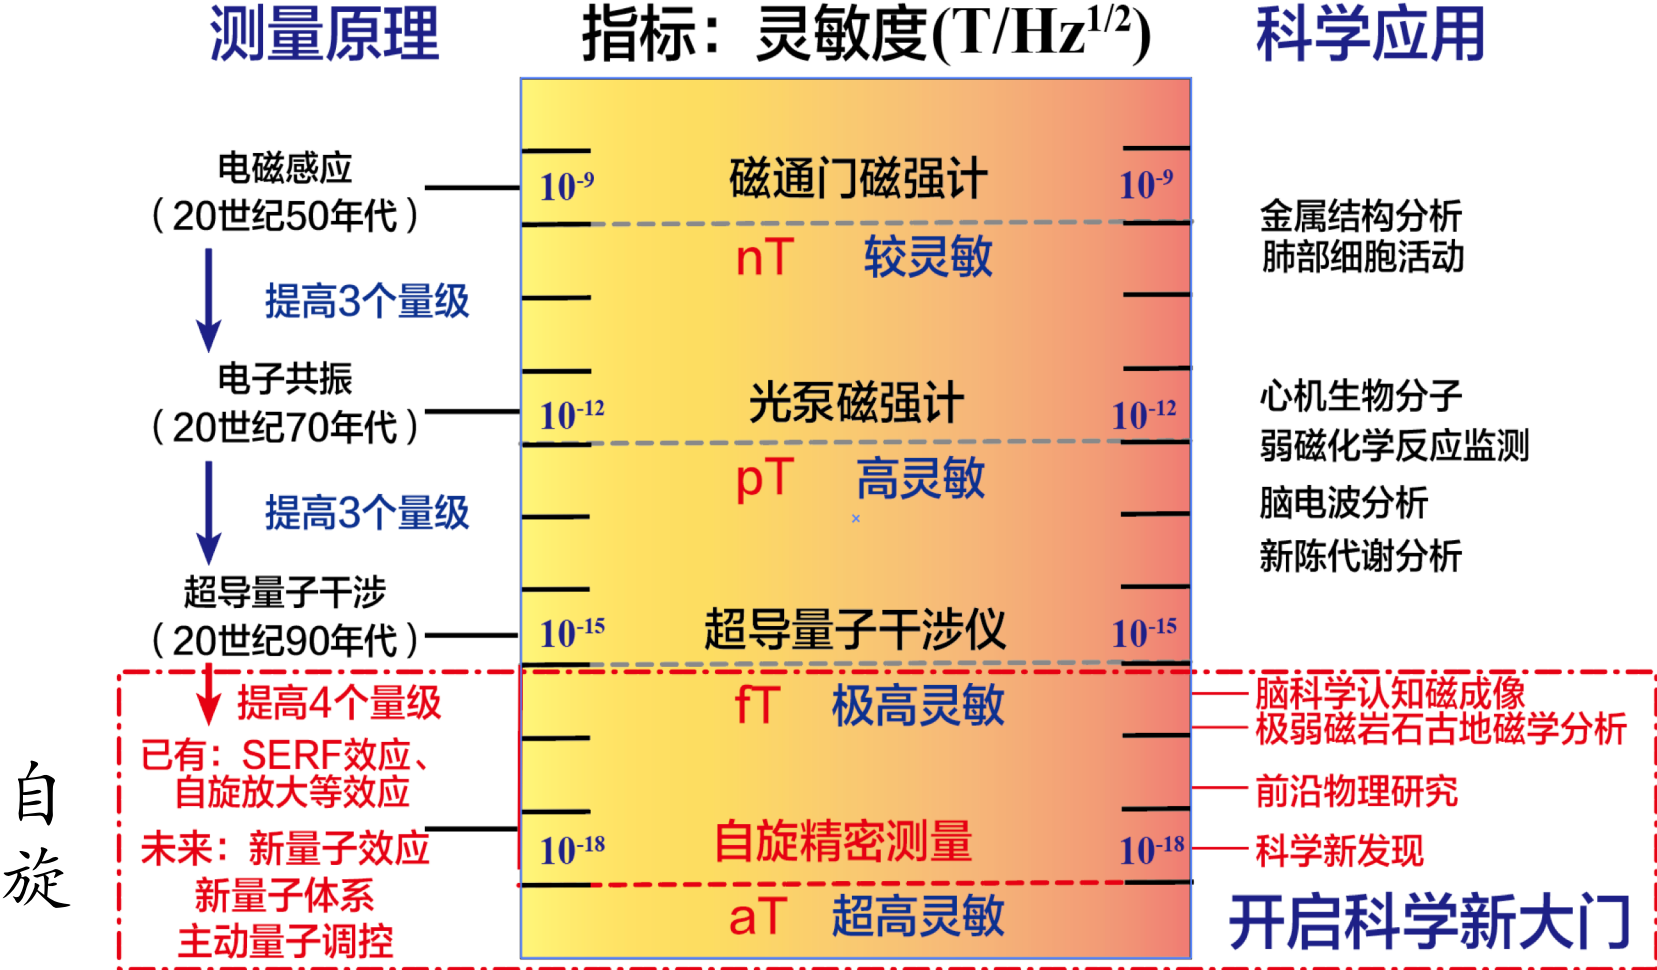 测量原理
指标：灵敏度(T/Hz1/2)
科学应用
电磁感应
（20世纪50年代）
提高3个量级
电子共振
（20世纪70年代）
提高3个量级
超导量子干涉
（20世纪90年代）
提高4个量级
已有：SERF效应、
自旋放大等效应
未来：新量子效应
新量子体系
主动量子调控
自
旋
10-9
磁通门磁强计
10-9
nT 较灵敏
10-12
光泵磁强计
10-12
pT 高灵敏
10-15
超导量子干涉仪
10-15
fT 极高灵敏
10-18
自旋精密测量
10-18
aT 超高灵敏
金属结构分析
肺部细胞活动
心机生物分子
弱磁化学反应监测
脑电波分析
新陈代谢分析
脑科学认知磁成像
极弱磁岩石古地磁学分析
前沿物理研究
科学新发现
开启科学新大门